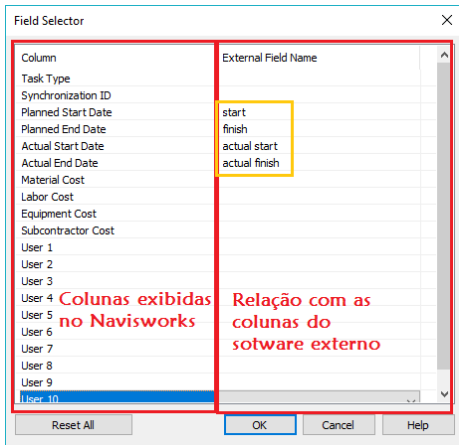 Field Selector
Column External Field Name
Task Type
Synchronization ID
Planned Start Date start
Planned End Date finish
Actual Start Date actual start
Actual End Date actual finish
Material Cost
Labor Cost
Equipment Cost
Subcontractor Cost
User 1
User 2
User 3
User 4
User 5
User 6
User 7
User 8
User 9
User 10
Colunas exibidas
no Navisworks
Relação com as
colunas do
sotware externo
Reset All OK Cancel Help